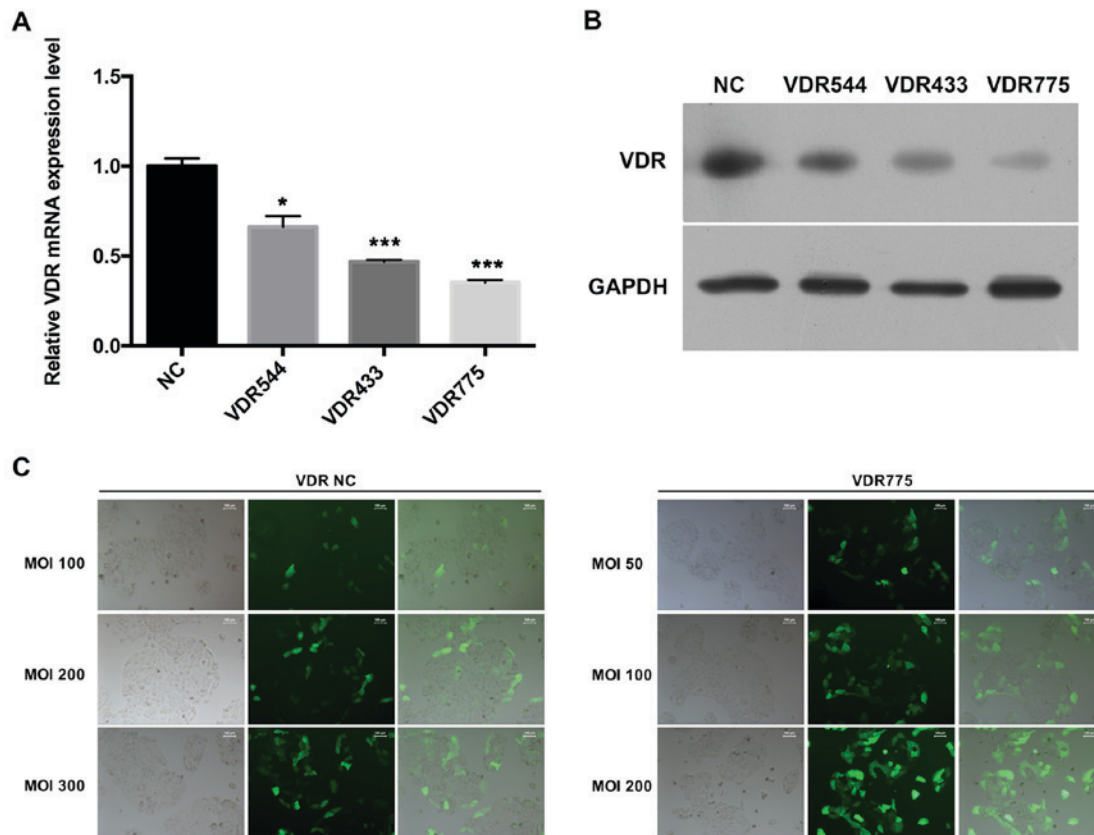 A
Relative VDR mRNA expression level
1.5
1.0
0.5
0.0
*
***
***
NC
VDR544
VDR433
VDR775
B
NC VDR544 VDR433 VDR775
VDR
GAPDH
C
VDR NC
MOI 100
MOI 200
MOI 300
VDR775
MOI 50
MOI 100
MOI 200